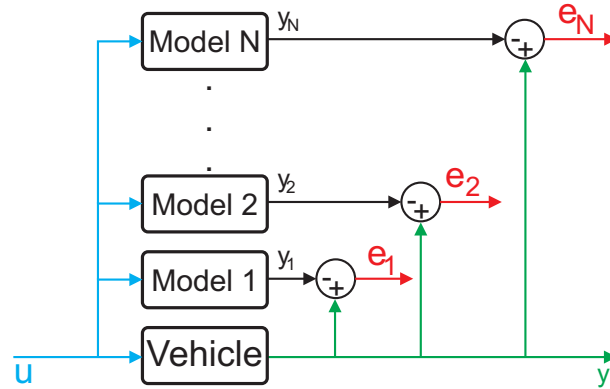 Model N
y_N
- +
e_N
.
.
.
Model 2
y_2
- +
e_2
Model 1
y_1
- +
e_1
Vehicle
u
y